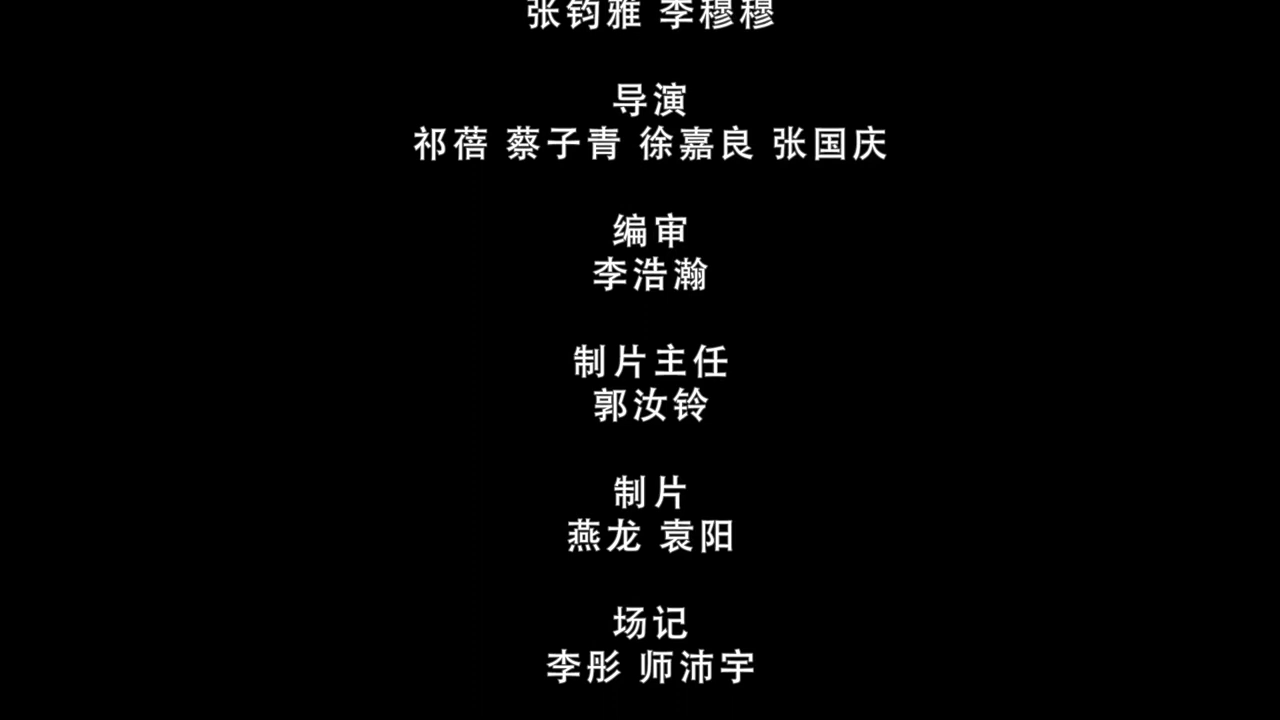 张钧雅 李穆穆
导演
祁蓓 蔡子青 徐嘉良 张国庆
编审
李浩瀚
制片主任
郭汝铃
制片
燕龙 袁阳
场记
李彤 师沛宇